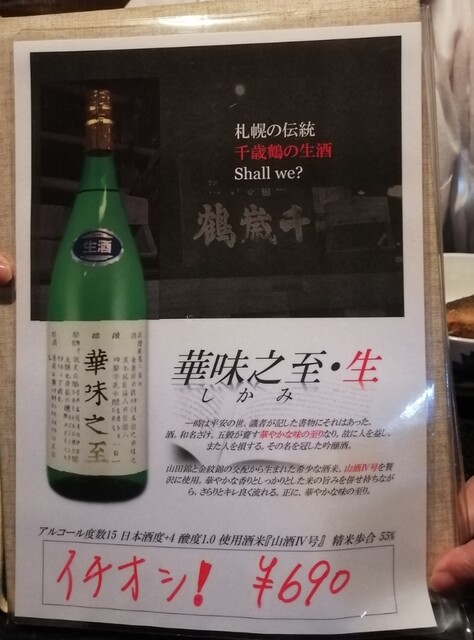 札幌の伝統
千歳鶴の生酒
Shall we?
千歳鶴
生酒
華味之至
華味之至・生
しかみ
一時は平安の世、識者が記した書物にそれはあった。
酒。和名さけ。五穀が醸す華やかな味の至りなり。故に人を益し、
また人を損する。その名を冠した吟醸酒。
山田錦と金紋錦の交配から生まれた希少な酒米、山酒Ⅳ号を贅
沢に使用。華やかな香りとしっかりとした米の旨みを併せ持ちなが
ら、さらりとキレ良く流れる。正に、華やかな味の至り。
アルコール度数15 日本酒度+4 酸度1.0 使用酒米『山酒Ⅳ号』 精米歩合 55%
イチオシ! ¥690